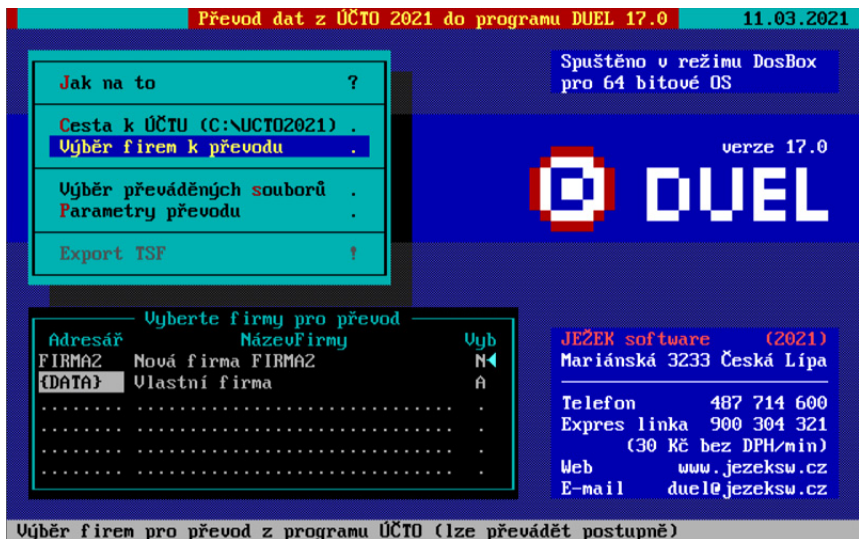 Převod dat z ÚČTO 2021 do programu DUEL 17.0 11.03.2021
Jak na to ?
Cesta k ÚČTU (C:\UCTO2021) .
Výběr firem k převodu .
Výběr převáděných souborů .
Parametry převodu .
Export TSF !
Spuštěno v režimu DosBox
pro 64 bitové OS
verze 17.0
DUEL
Vyberte firmy pro převod
Adresář NázevFirmy Vyb
FIRMA2 Nová firma FIRMA2 N
{DATA} Vlastní firma A
........ ................................ .
........ ................................ .
........ ................................ .
........ ................................ .
JEŽEK software (2021)
Mariánská 3233 Česká Lípa
Telefon 487 714 600
Expres linka 900 304 321
(30 Kč bez DPH/min)
Web www.jezeksw.cz
E-mail duel@jezeksw.cz
Výběr firem pro převod z programu ÚČTO (lze převádět postupně)